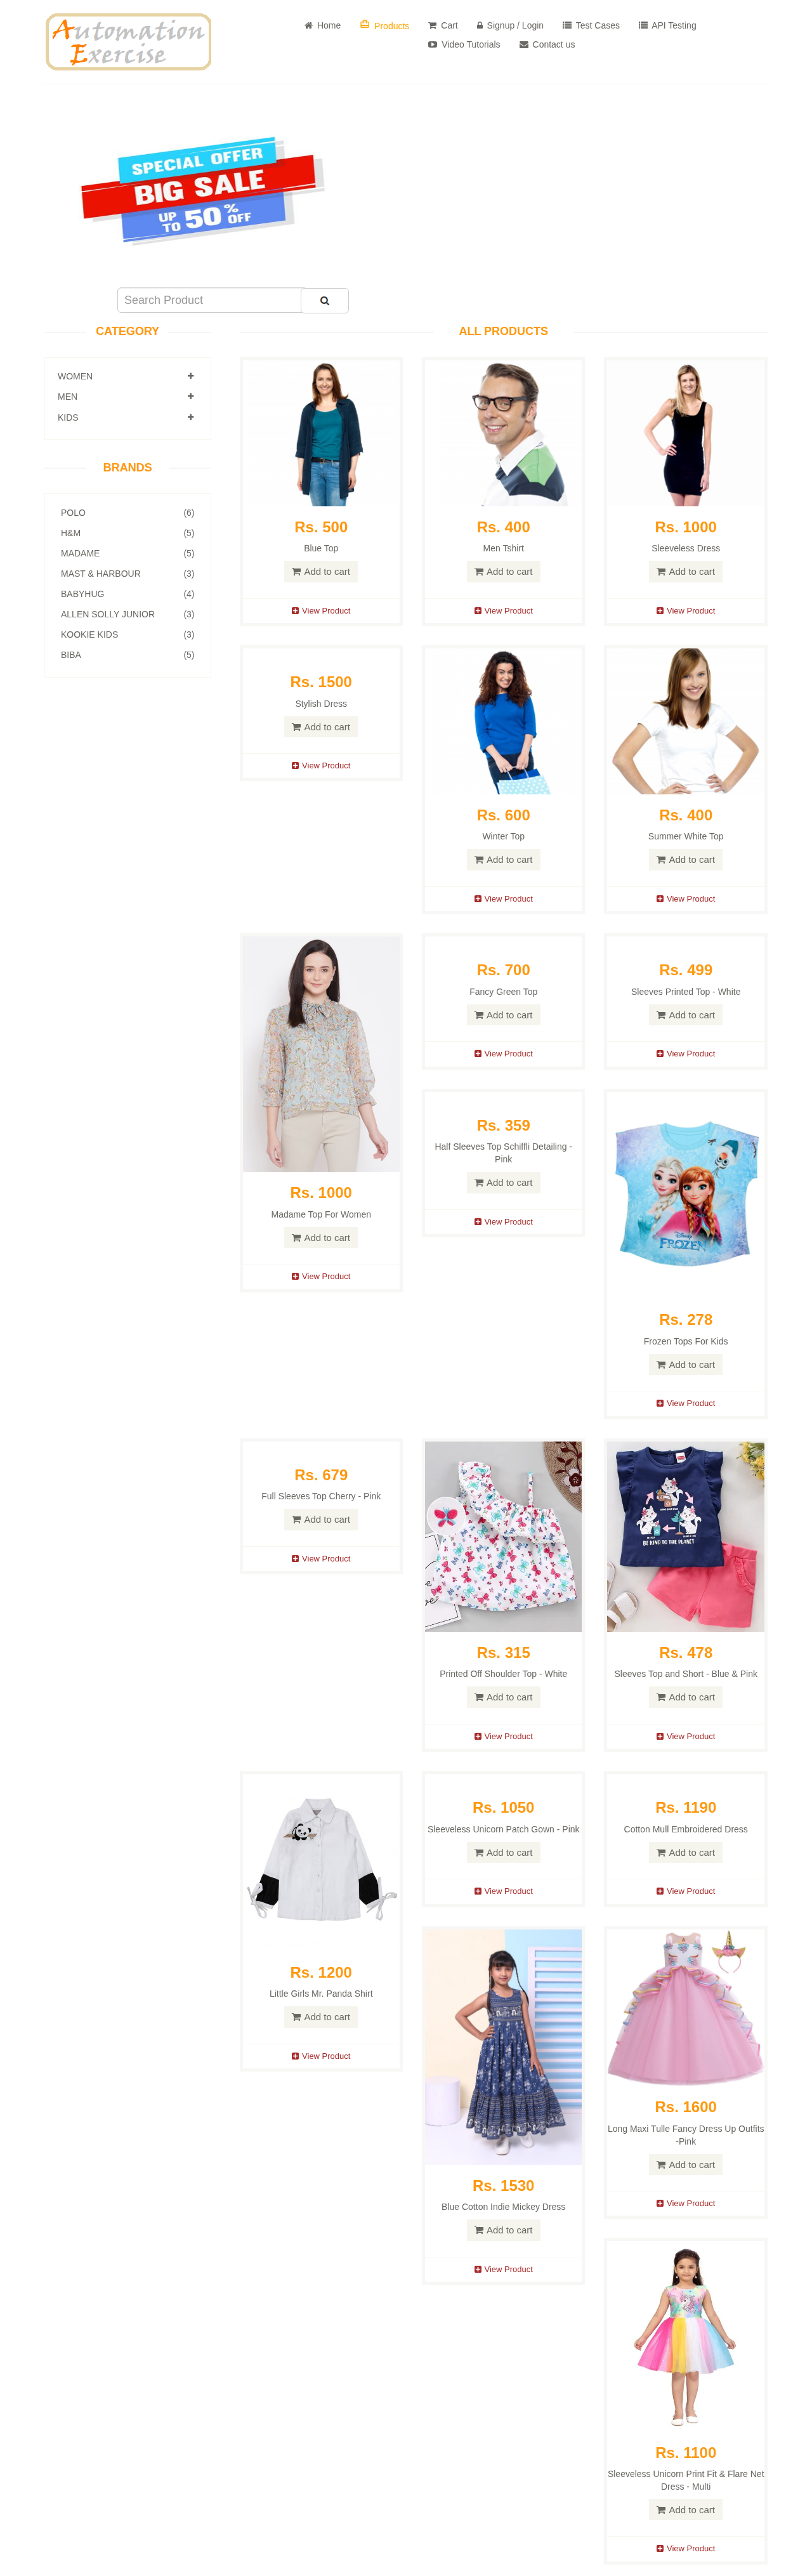 Automation
Exercise
Home
Products
Cart
Signup / Login
Test Cases
API Testing
Video Tutorials
Contact us
SPECIAL OFFER
BIG SALE
UP TO 50% OFF
Search Product
CATEGORY
WOMEN
MEN
KIDS
BRANDS
POLO (6)
H&M (5)
MADAME (5)
MAST & HARBOUR (3)
BABYHUG (4)
ALLEN SOLLY JUNIOR (3)
KOOKIE KIDS (3)
BIBA (5)
ALL PRODUCTS
Rs. 500
Blue Top
Add to cart
View Product
Rs. 400
Men Tshirt
Add to cart
View Product
Rs. 1000
Sleeveless Dress
Add to cart
View Product
Rs. 1500
Stylish Dress
Add to cart
View Product
Rs. 600
Winter Top
Add to cart
View Product
Rs. 400
Summer White Top
Add to cart
View Product
Rs. 1000
Madame Top For Women
Add to cart
View Product
Rs. 700
Fancy Green Top
Add to cart
View Product
Rs. 499
Sleeves Printed Top - White
Add to cart
View Product
Rs. 359
Half Sleeves Top Schiffli Detailing -
Pink
Add to cart
View Product
Disney
FROZEN
Rs. 278
Frozen Tops For Kids
Add to cart
View Product
Rs. 679
Full Sleeves Top Cherry - Pink
Add to cart
View Product
Rs. 315
Printed Off Shoulder Top - White
Add to cart
View Product
BE KIND TO THE PLANET
Rs. 478
Sleeves Top and Short - Blue & Pink
Add to cart
View Product
Rs. 1200
Little Girls Mr. Panda Shirt
Add to cart
View Product
Rs. 1050
Sleeveless Unicorn Patch Gown - Pink
Add to cart
View Product
Rs. 1190
Cotton Mull Embroidered Dress
Add to cart
View Product
Rs. 1530
Blue Cotton Indie Mickey Dress
Add to cart
View Product
Rs. 1600
Long Maxi Tulle Fancy Dress Up Outfits
-Pink
Add to cart
View Product
Rs. 1100
Sleeveless Unicorn Print Fit & Flare Net
Dress - Multi
Add to cart
View Product